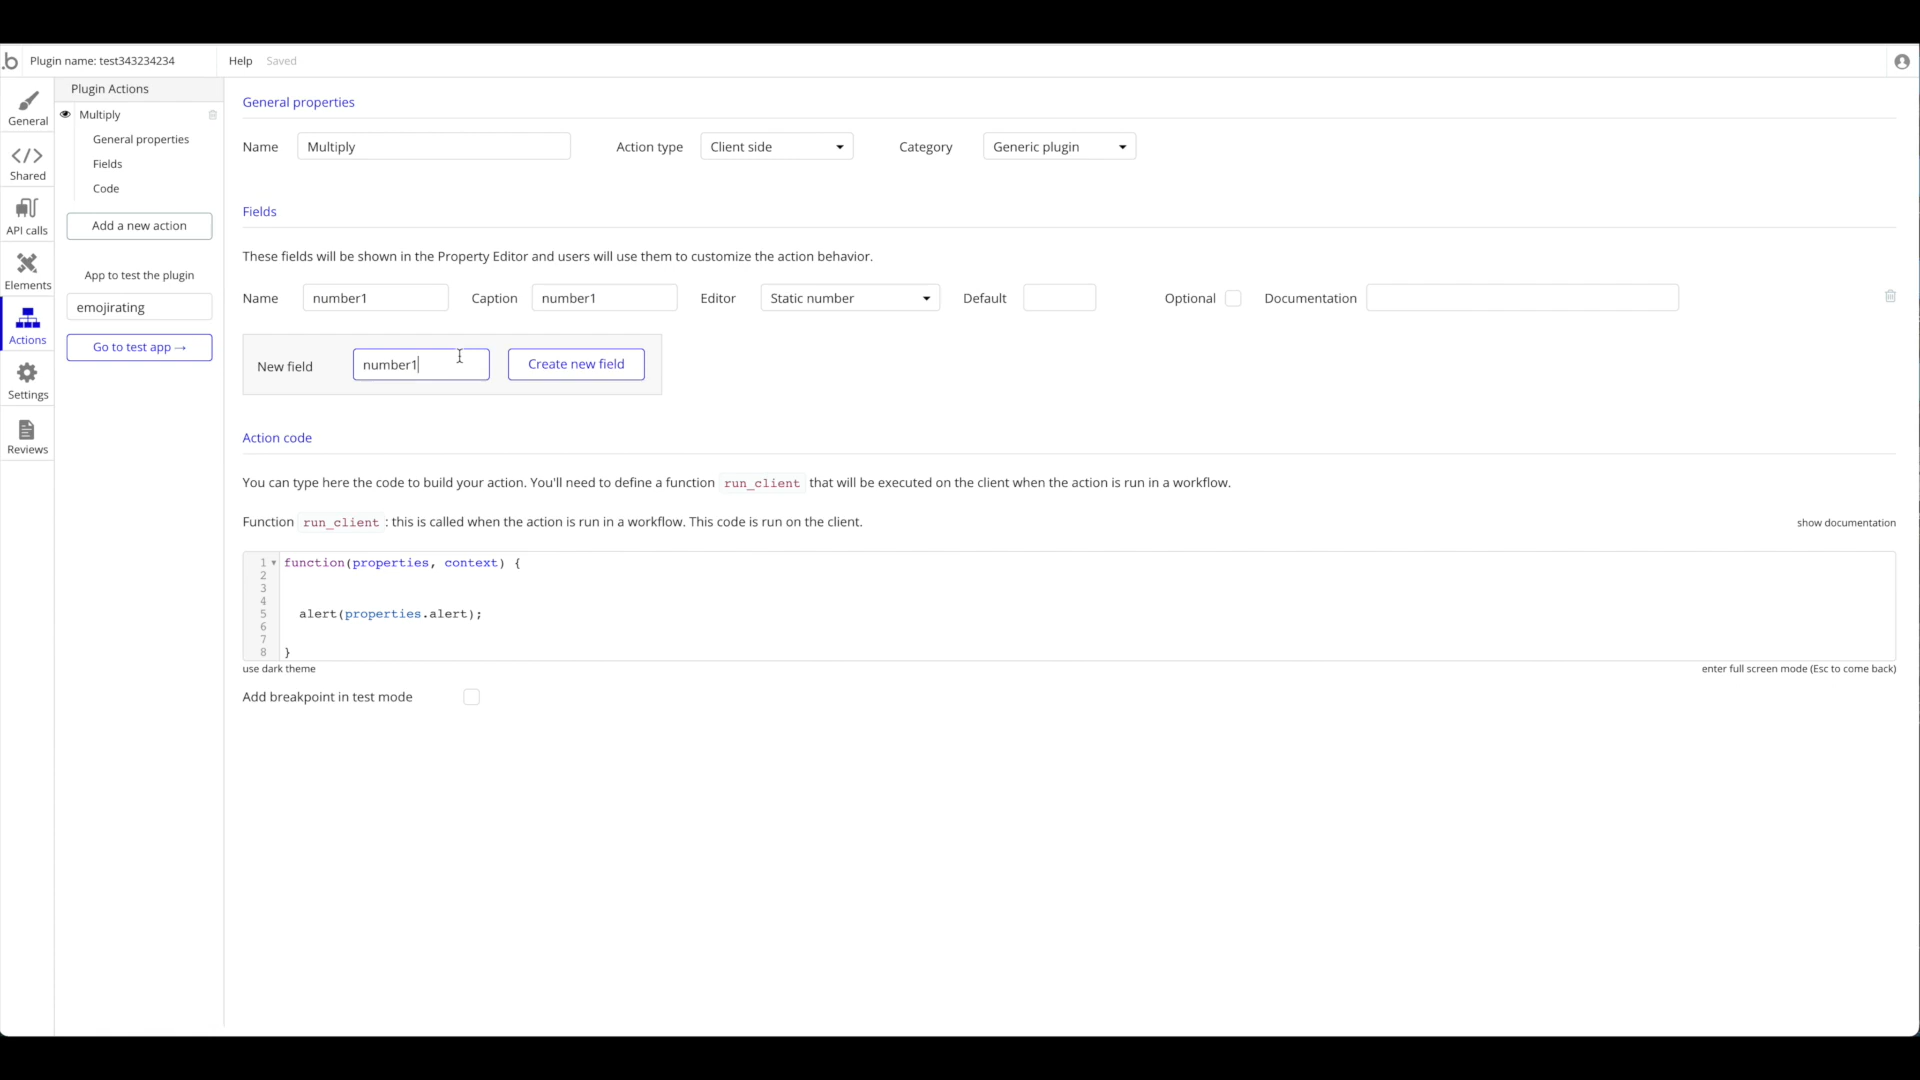 .b Plugin name: test343234234 Help Saved
Plugin Actions
Multiply
General properties
Fields
Code
Add a new action
App to test the plugin
emojirating
Go to test app →
General
Shared
API calls
Elements
Actions
Settings
Reviews
General properties
Name Multiply Action type Client side Category Generic plugin
Fields
These fields will be shown in the Property Editor and users will use them to customize the action behavior.
Name number1 Caption number1 Editor Static number Default Optional Documentation
New field number1 Create new field
Action code
You can type here the code to build your action. You'll need to define a function run_client that will be executed on the client when the action is run in a workflow.
Function run_client : this is called when the action is run in a workflow. This code is run on the client. show documentation
1 function(properties, context) {
2
3
4
5 alert(properties.alert);
6
7
8 }
use dark theme enter full screen mode (Esc to come back)
Add breakpoint in test mode